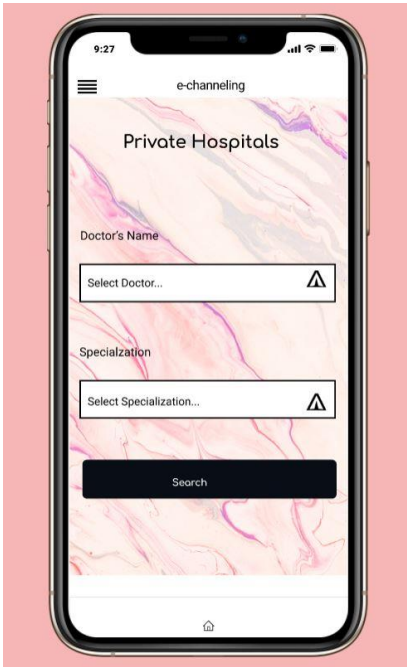 9:27
e-channeling
Private Hospitals
Doctor's Name
Select Doctor...
Specialzation
Select Specialization...
Search